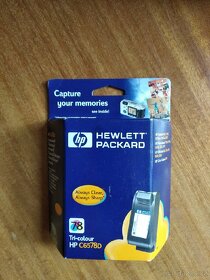 Capture
your memories
see inside!
hp
HEWLETT
PACKARD
Always Clear,
Always Sharp!
78
Tri-colour
HP C6578D